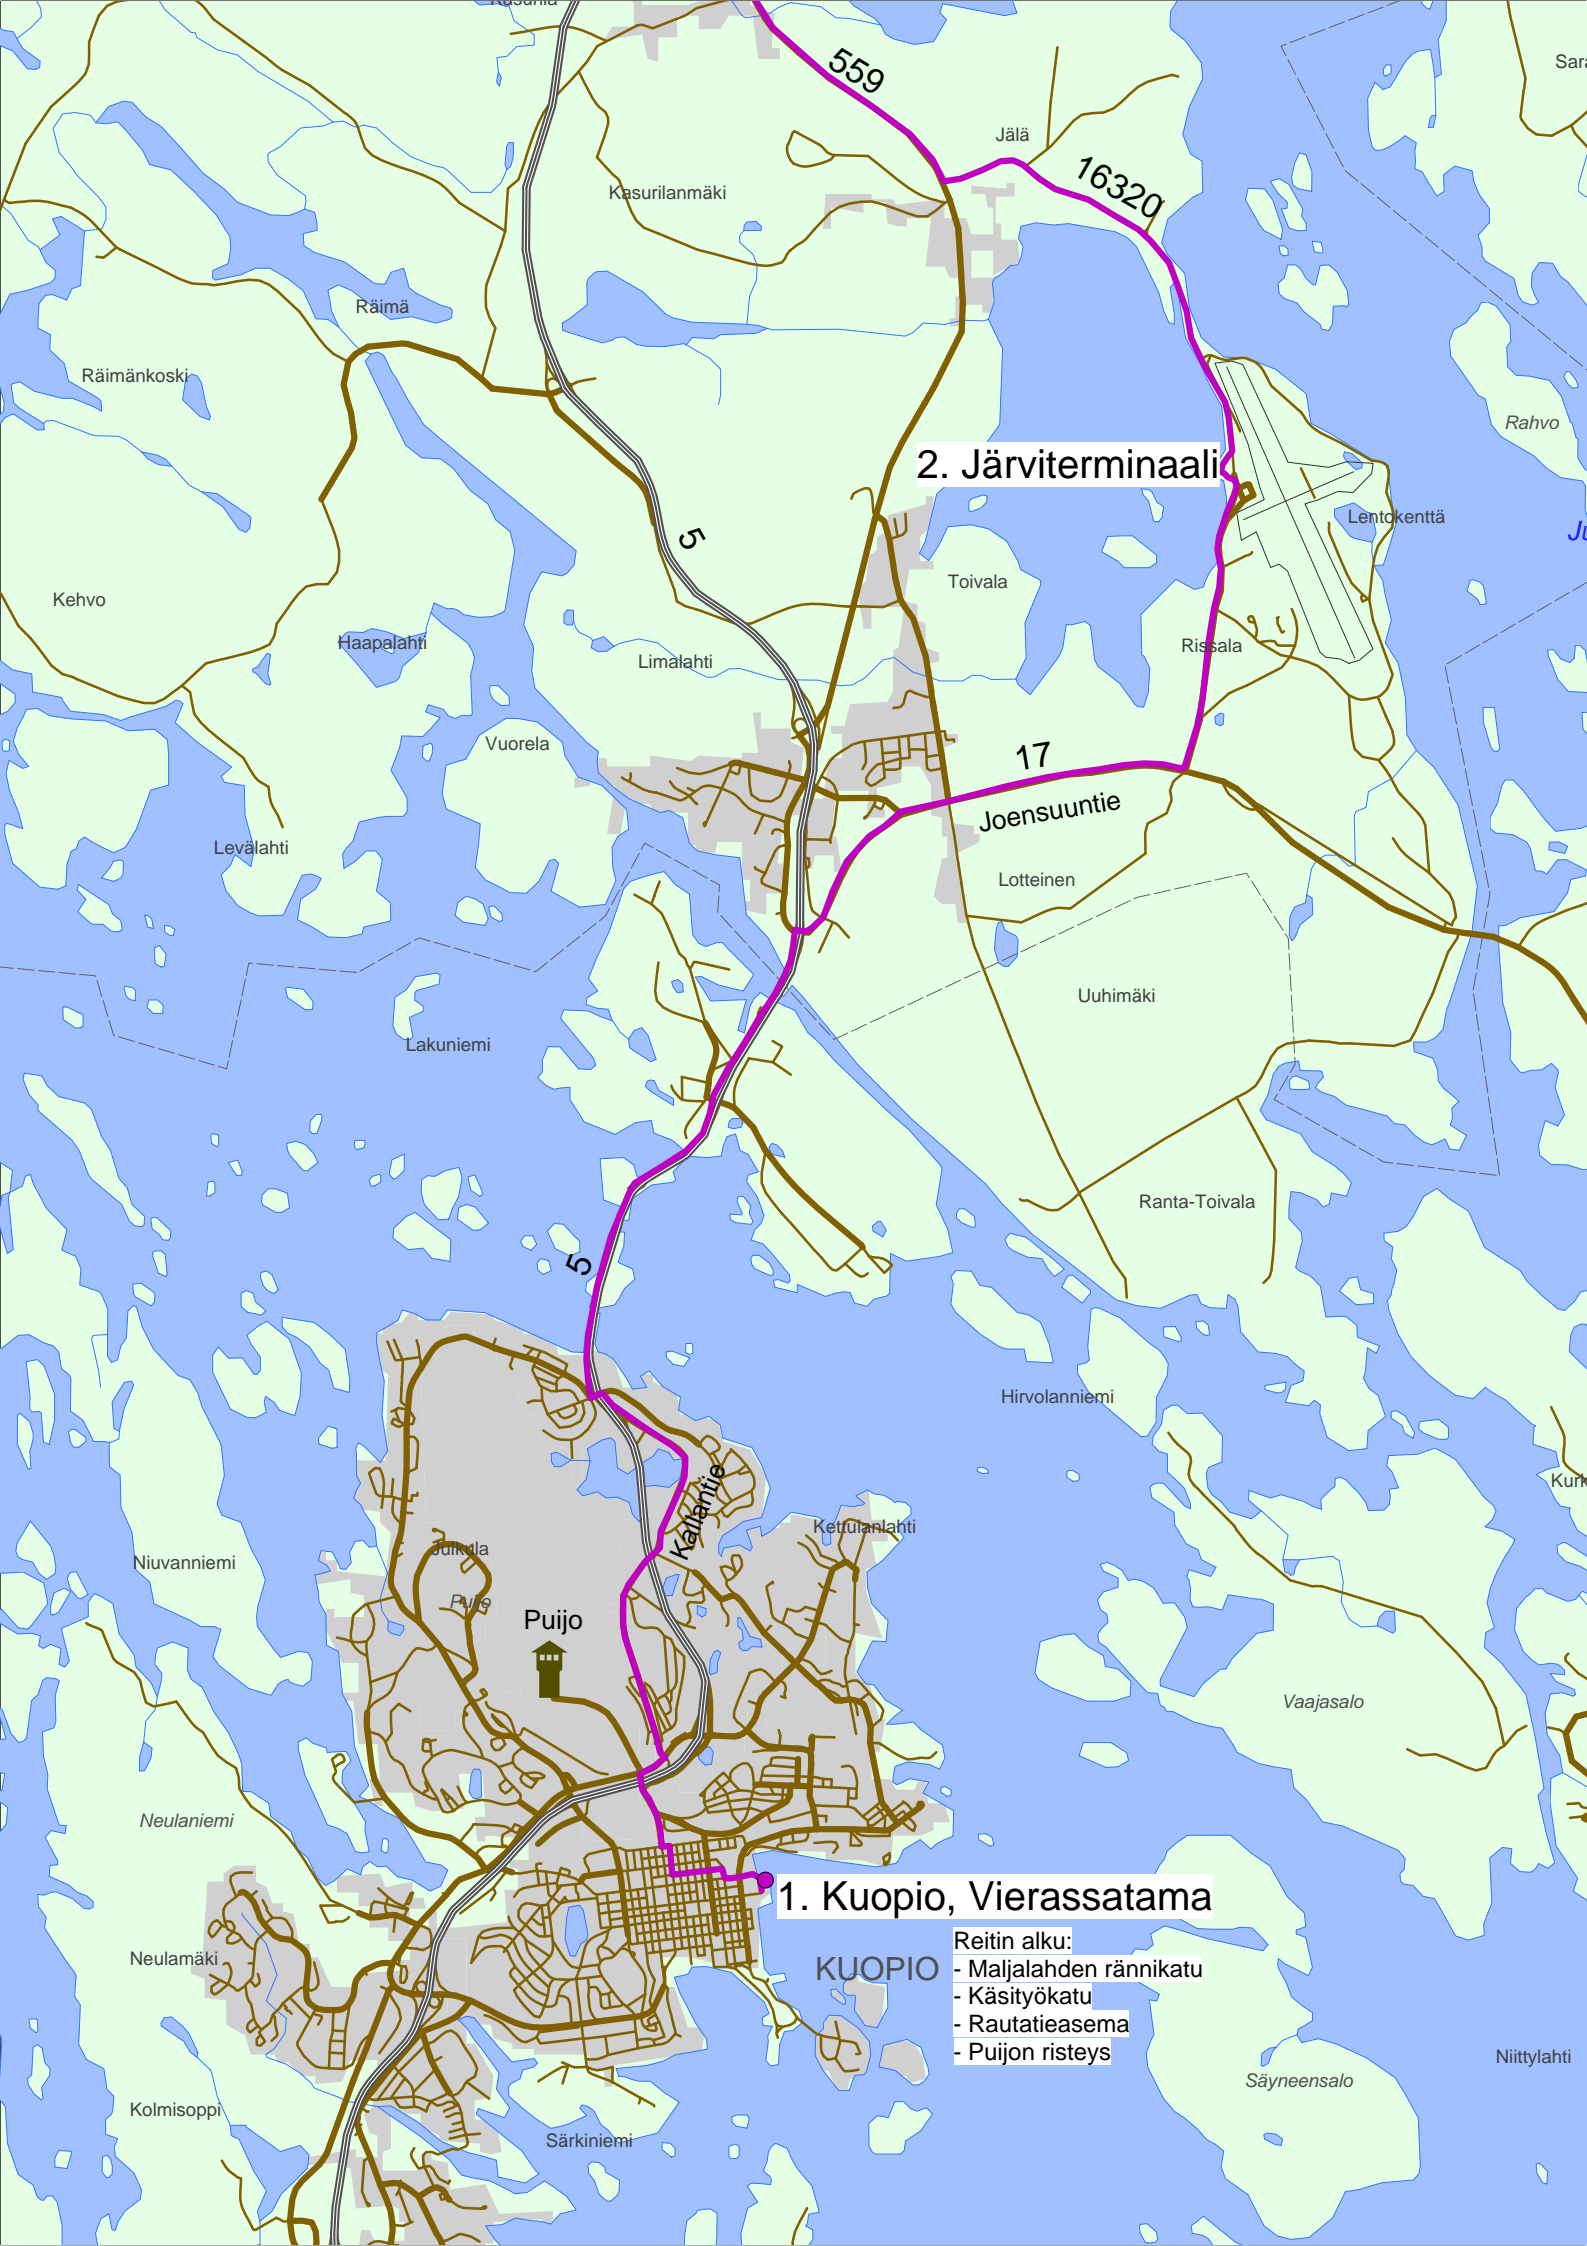 559
Jälä
16320
Kasurilanmäki
Räimä
Räimänkoski
Rahvo
2. Järviterminaali
Lentokenttä
5
Toivala
Kehvo
Haapalahti
Limalahti
Rissala
Vuorela
17
Joensuuntie
Levälahti
Lotteinen
Uuhimäki
Lakuniemi
Ranta-Toivala
5
Hirvolanniemi
Kallantie
Kettulanlahti
Julkula
Niuvanniemi
Puijo
Puijo
Vaajasalo
Neulaniemi
1. Kuopio, Vierassatama
Neulamäki
KUOPIO
Reitin alku:
- Maljalahden rännikatu
- Käsityökatu
- Rautatieasema
- Puijon risteys
Niittylahti
Säyneensalo
Kolmisoppi
Särkiniemi